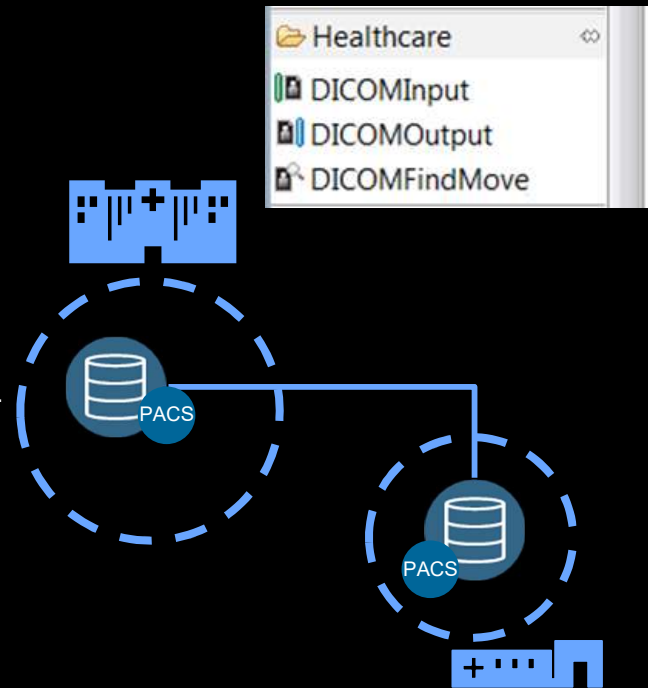 Healthcare
DICOMInput
DICOMOutput
DICOMFindMove
PACS
PACS